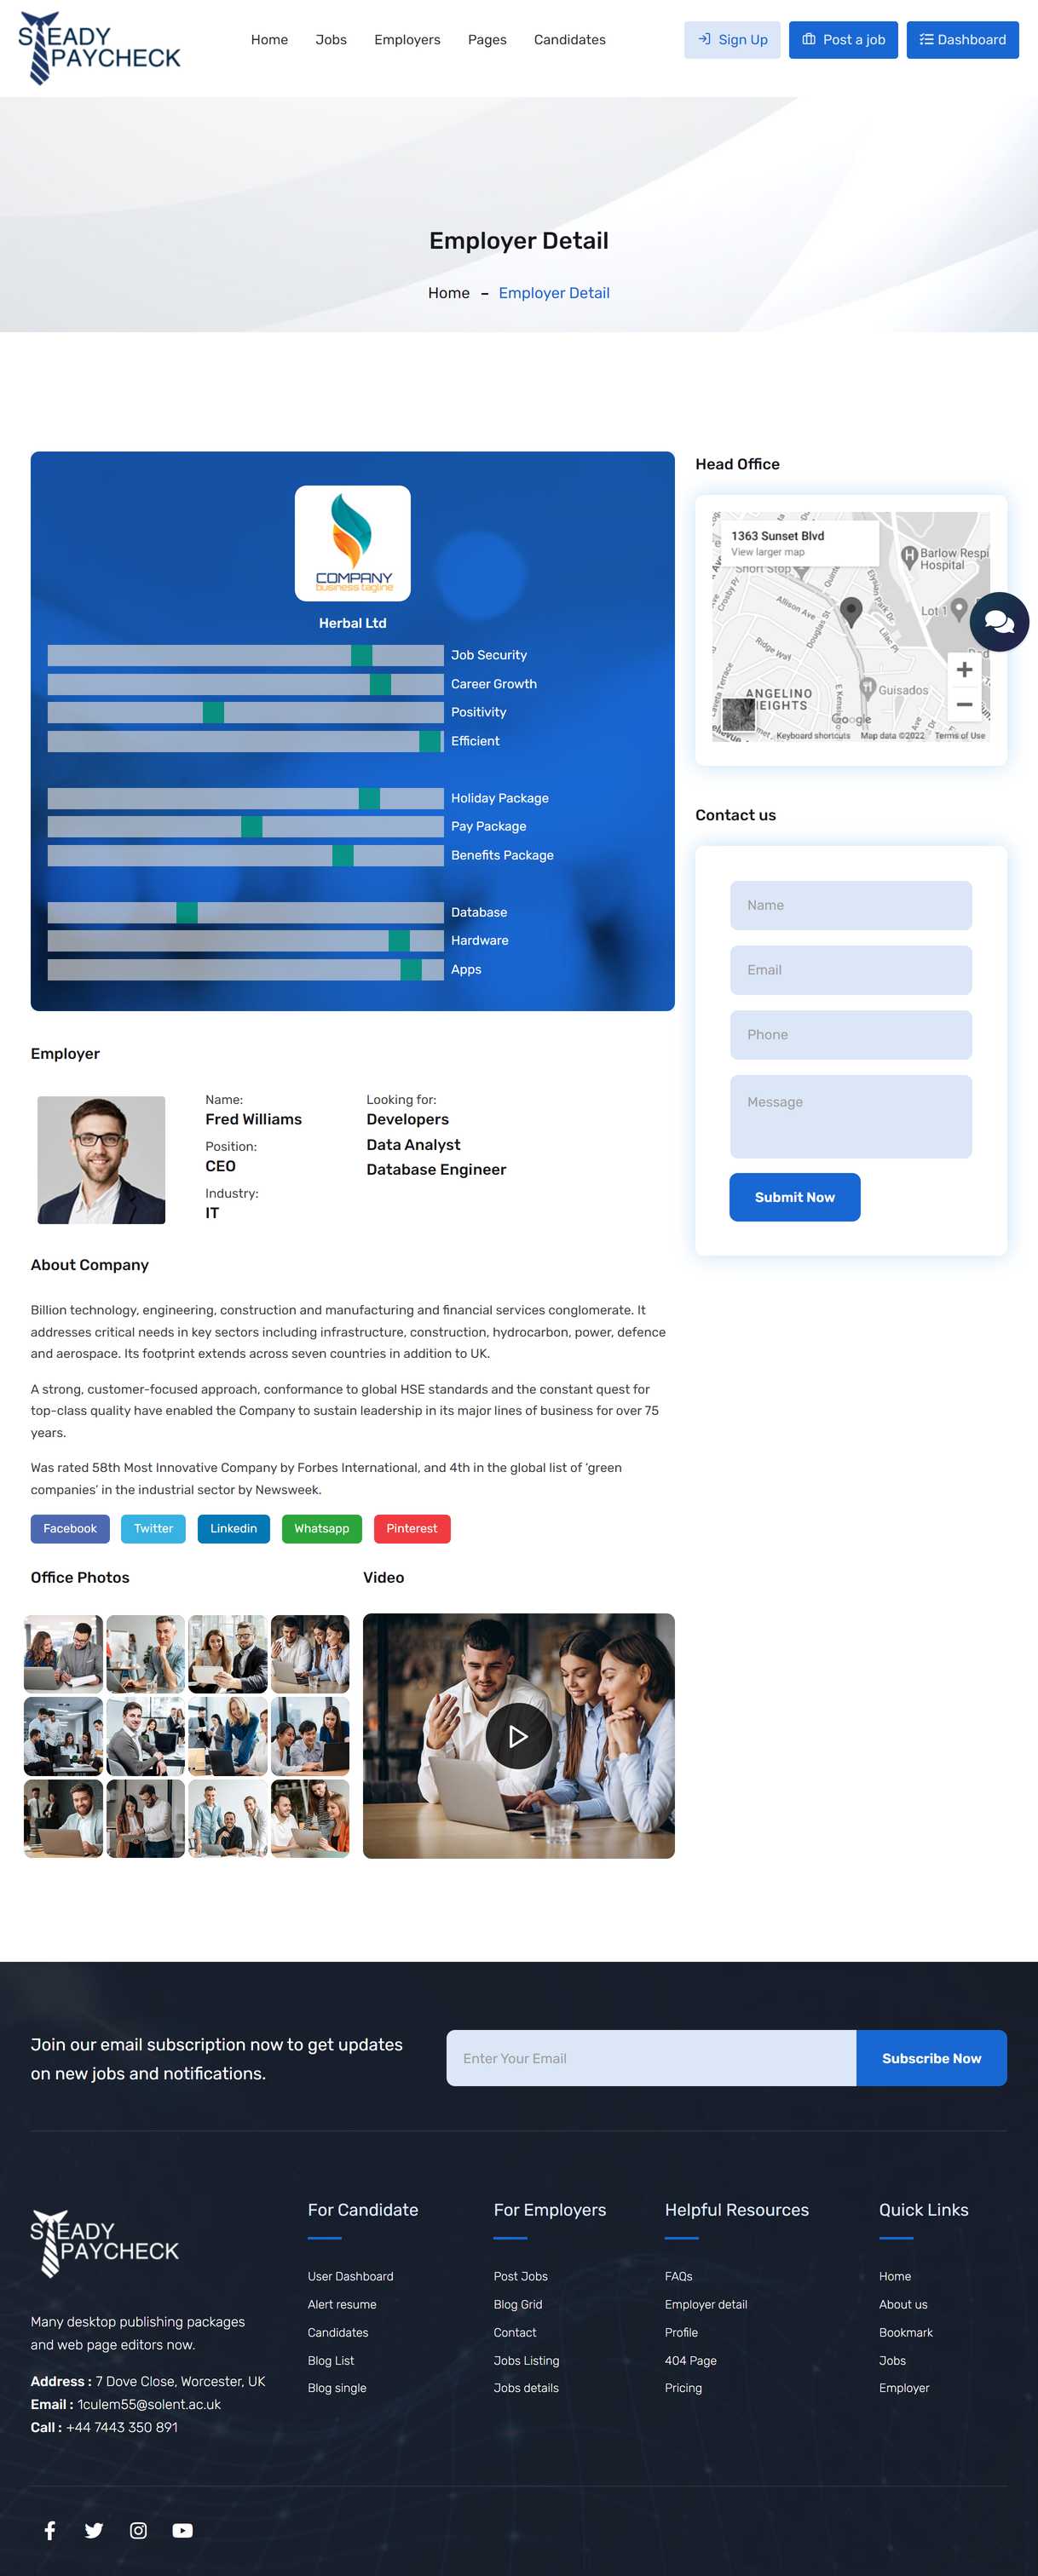 STEADY
PAYCHECK
Home
Jobs
Employers
Pages
Candidates
Sign Up
Post a job
Dashboard
Employer Detail
Home – Employer Detail
COMPANY
business tagline
Herbal Ltd
Job Security
Career Growth
Positivity
Efficient
Holiday Package
Pay Package
Benefits Package
Database
Hardware
Apps
Head Office
1363 Sunset Blvd
View larger map
Short Stop
Barlow Respi
Hospital
Lot 1
Allison Ave
Douglas St
Elysian Park Dr
Lilac Pl
Ridge Way
Guisados
ANGELINO
HEIGHTS
Google
Keyboard shortcuts
Map data ©2022
Terms of Use
Contact us
Name
Email
Phone
Message
Submit Now
Employer
Name:
Fred Williams
Position:
CEO
Industry:
IT
Looking for:
Developers
Data Analyst
Database Engineer
About Company
Billion technology, engineering, construction and manufacturing and financial services conglomerate. It
addresses critical needs in key sectors including infrastructure, construction, hydrocarbon, power, defence
and aerospace. Its footprint extends across seven countries in addition to UK.
A strong, customer-focused approach, conformance to global HSE standards and the constant quest for
top-class quality have enabled the Company to sustain leadership in its major lines of business for over 75
years.
Was rated 58th Most Innovative Company by Forbes International, and 4th in the global list of ‘green
companies’ in the industrial sector by Newsweek.
Facebook
Twitter
Linkedin
Whatsapp
Pinterest
Office Photos
Video
Join our email subscription now to get updates
on new jobs and notifications.
Enter Your Email
Subscribe Now
STEADY
PAYCHECK
Many desktop publishing packages
and web page editors now.
Address : 7 Dove Close, Worcester, UK
Email : 1culem55@solent.ac.uk
Call : +44 7443 350 891
For Candidate
User Dashboard
Alert resume
Candidates
Blog List
Blog single
For Employers
Post Jobs
Blog Grid
Contact
Jobs Listing
Jobs details
Helpful Resources
FAQs
Employer detail
Profile
404 Page
Pricing
Quick Links
Home
About us
Bookmark
Jobs
Employer